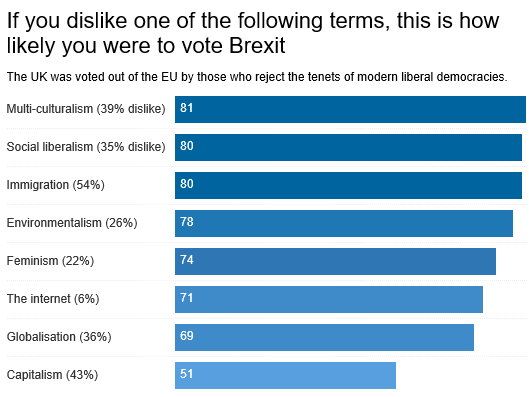 If you dislike one of the following terms, this is how
likely you were to vote Brexit
The UK was voted out of the EU by those who reject the tenets of modern liberal democracies.
Multi-culturalism (39% dislike) 81
Social liberalism (35% dislike) 80
Immigration (54%) 80
Environmentalism (26%) 78
Feminism (22%) 74
The internet (6%) 71
Globalisation (36%) 69
Capitalism (43%) 51